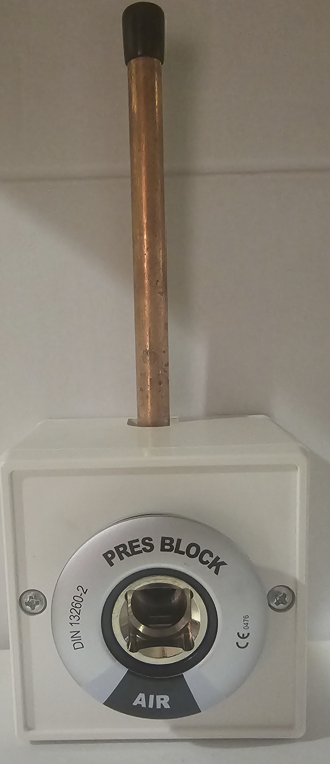 PRES BLOCK
DIN 13260-2
CE 0476
AIR